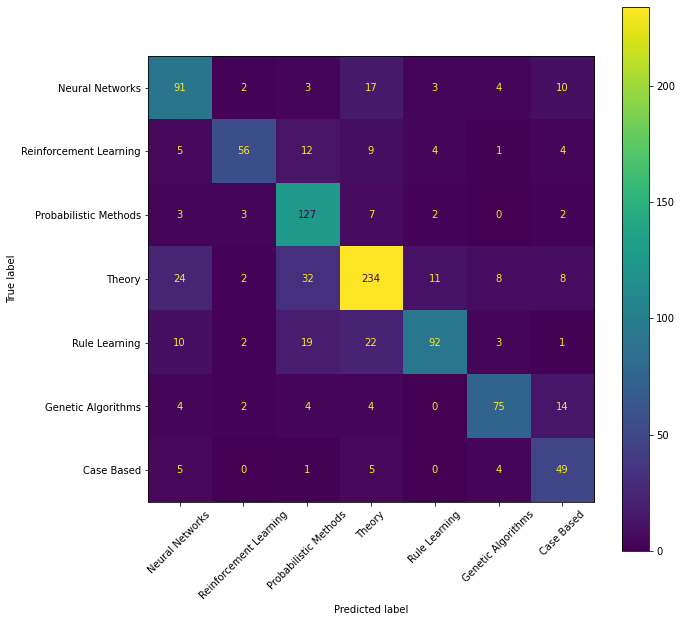 Neural Networks 91 2 3 17 3 4 10
Reinforcement Learning 5 56 12 9 4 1 4
Probabilistic Methods 3 3 127 7 2 0 2
Theory 24 2 32 234 11 8 8
Rule Learning 10 2 19 22 92 3 1
Genetic Algorithms 4 2 4 4 0 75 14
Case Based 5 0 1 5 0 4 49
True label
Neural Networks
Reinforcement Learning
Probabilistic Methods
Theory
Rule Learning
Genetic Algorithms
Case Based
Predicted label
200
150
100
50
0